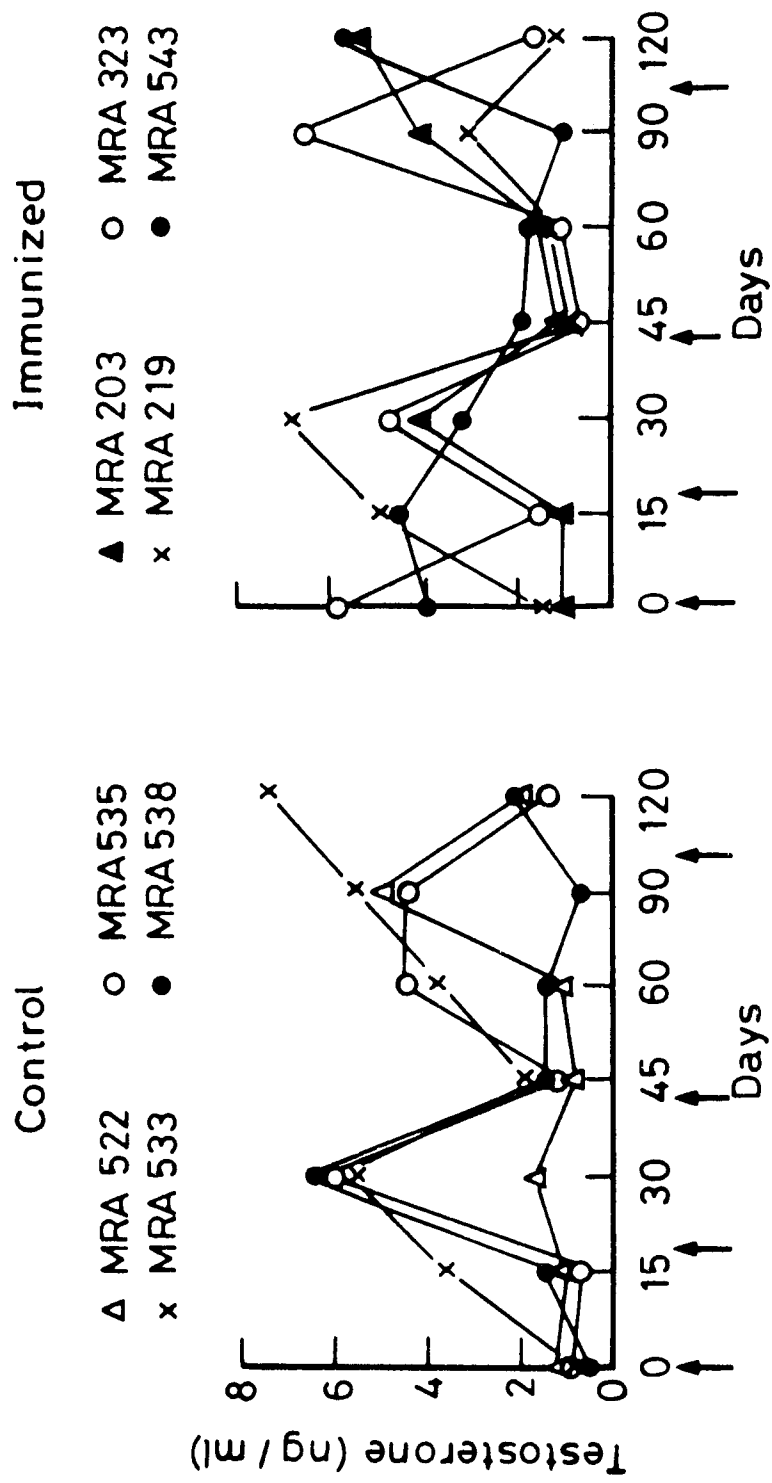 Control
△ MRA 522 ○ MRA535
× MRA 533 ● MRA 538
Testosterone (ng/ml)
8
6
4
2
0
0 15 30 45 60 90 120
Days
Immunized
▲ MRA 203 ○ MRA 323
× MRA 219 ● MRA 543
0 15 30 45 60 90 120
Days